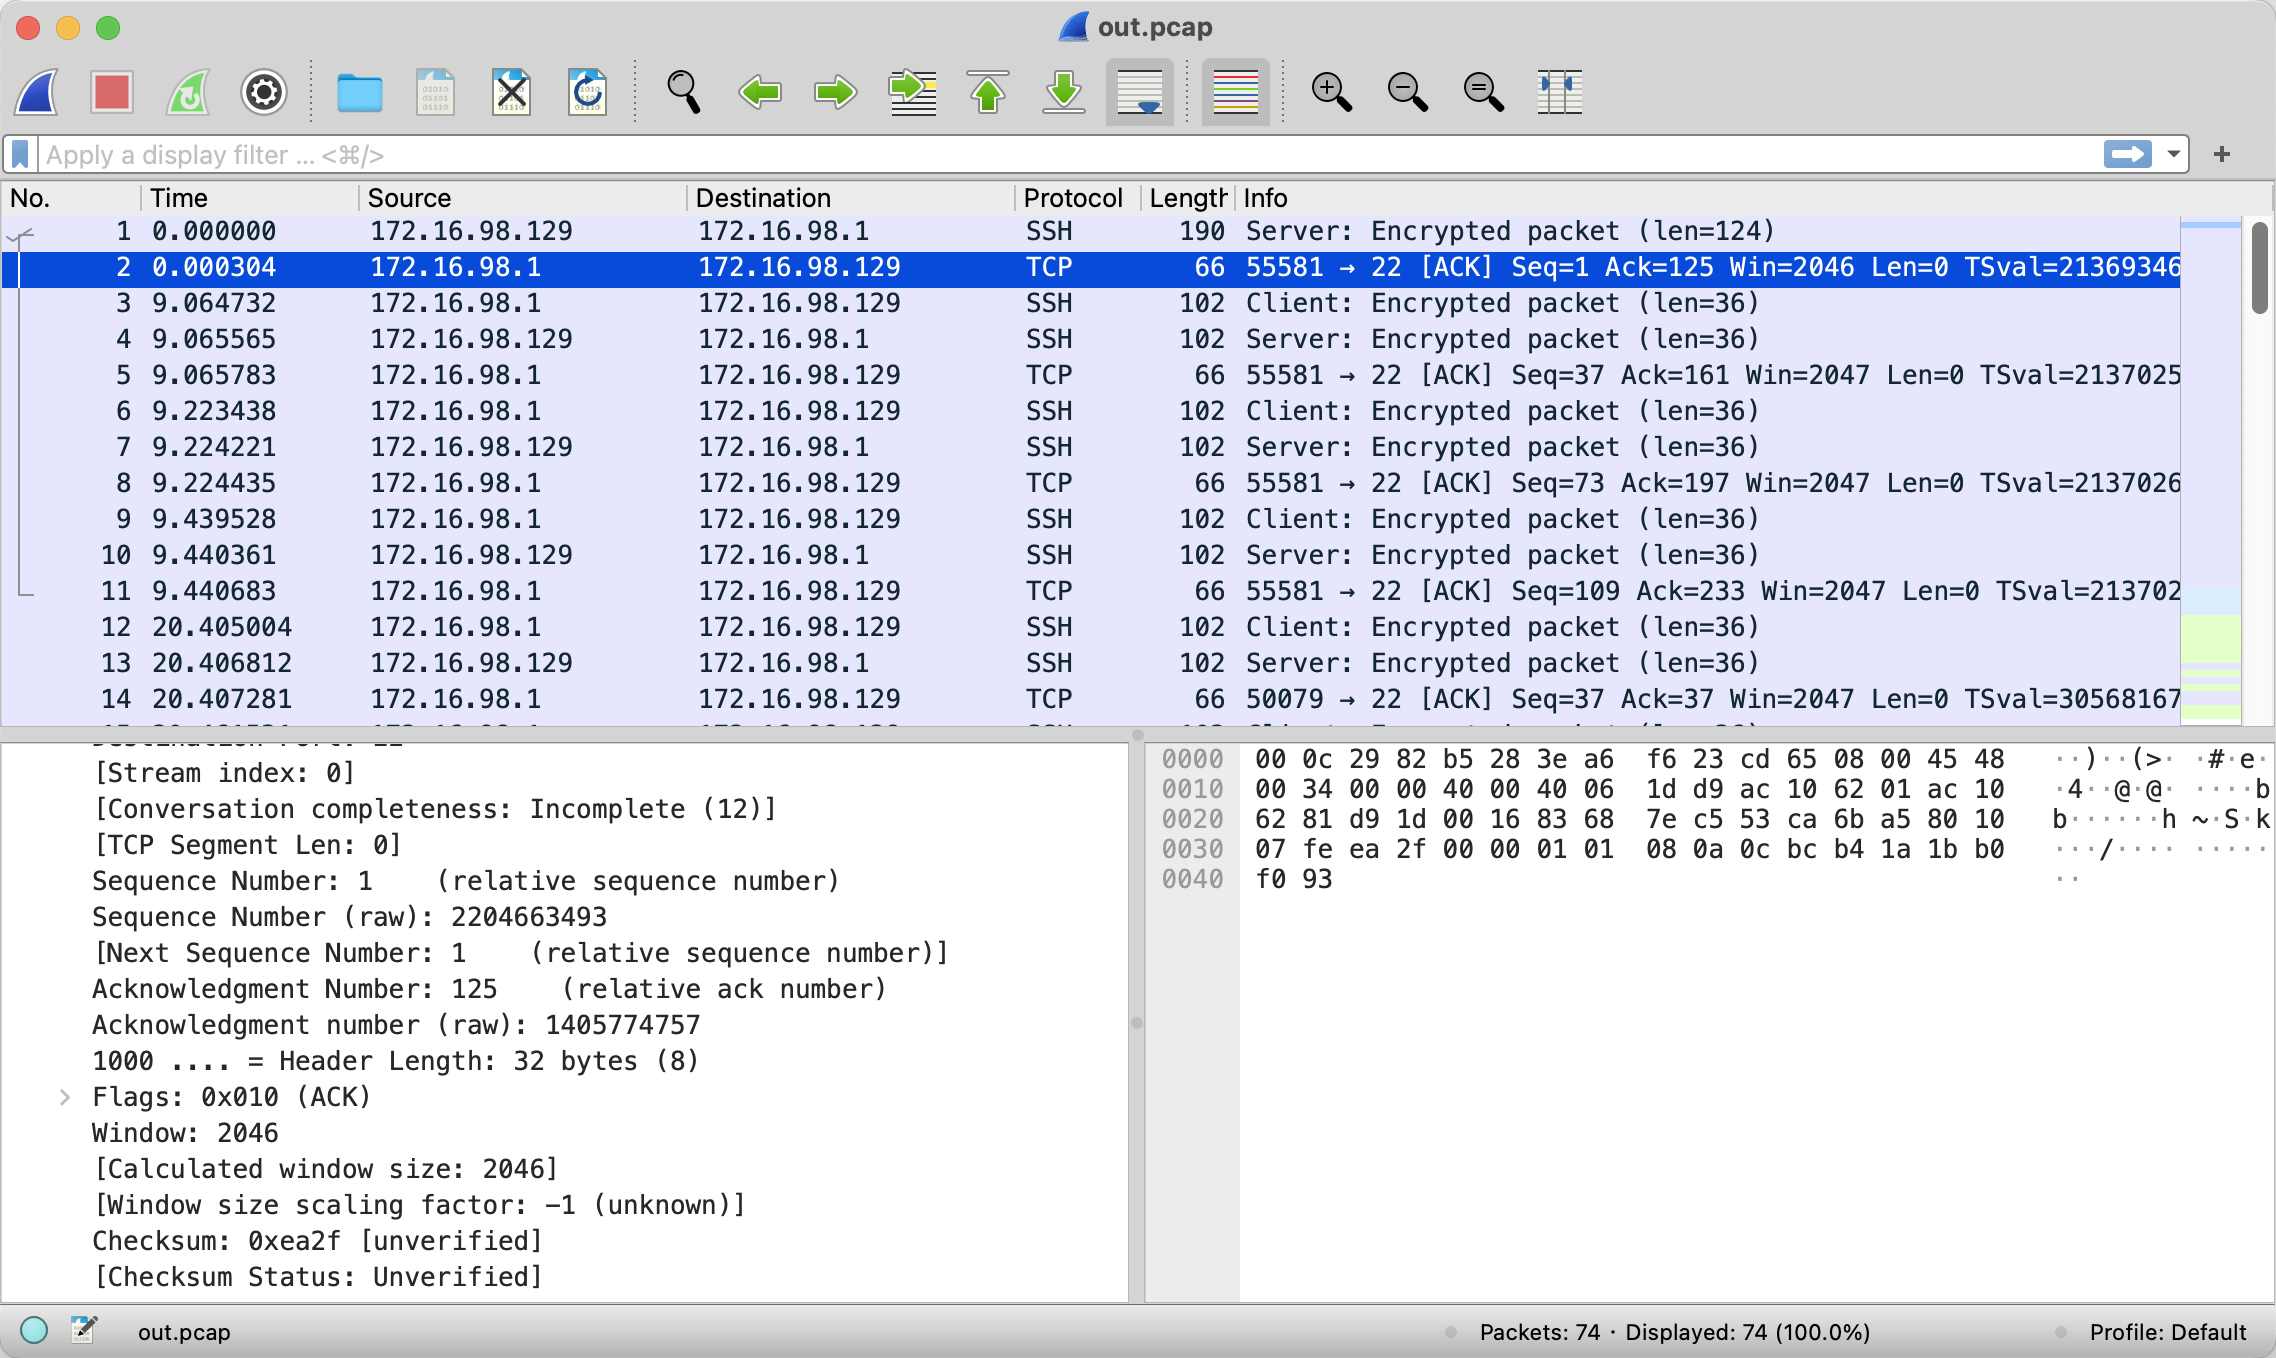 out.pcap
Apply a display filter ... <⌘/>
No. Time Source Destination Protocol Length Info
1 0.000000 172.16.98.129 172.16.98.1 SSH 190 Server: Encrypted packet (len=124)
2 0.000304 172.16.98.1 172.16.98.129 TCP 66 55581 → 22 [ACK] Seq=1 Ack=125 Win=2046 Len=0 TSval=21369346
3 9.064732 172.16.98.1 172.16.98.129 SSH 102 Client: Encrypted packet (len=36)
4 9.065565 172.16.98.129 172.16.98.1 SSH 102 Server: Encrypted packet (len=36)
5 9.065783 172.16.98.1 172.16.98.129 TCP 66 55581 → 22 [ACK] Seq=37 Ack=161 Win=2047 Len=0 TSval=2137025
6 9.223438 172.16.98.1 172.16.98.129 SSH 102 Client: Encrypted packet (len=36)
7 9.224221 172.16.98.129 172.16.98.1 SSH 102 Server: Encrypted packet (len=36)
8 9.224435 172.16.98.1 172.16.98.129 TCP 66 55581 → 22 [ACK] Seq=73 Ack=197 Win=2047 Len=0 TSval=2137026
9 9.439528 172.16.98.1 172.16.98.129 SSH 102 Client: Encrypted packet (len=36)
10 9.440361 172.16.98.129 172.16.98.1 SSH 102 Server: Encrypted packet (len=36)
11 9.440683 172.16.98.1 172.16.98.129 TCP 66 55581 → 22 [ACK] Seq=109 Ack=233 Win=2047 Len=0 TSval=213702
12 20.405004 172.16.98.1 172.16.98.129 SSH 102 Client: Encrypted packet (len=36)
13 20.406812 172.16.98.129 172.16.98.1 SSH 102 Server: Encrypted packet (len=36)
14 20.407281 172.16.98.1 172.16.98.129 TCP 66 50079 → 22 [ACK] Seq=37 Ack=37 Win=2047 Len=0 TSval=30568167
[Stream index: 0]
[Conversation completeness: Incomplete (12)]
[TCP Segment Len: 0]
Sequence Number: 1 (relative sequence number)
Sequence Number (raw): 2204663493
[Next Sequence Number: 1 (relative sequence number)]
Acknowledgment Number: 125 (relative ack number)
Acknowledgment number (raw): 1405774757
1000 .... = Header Length: 32 bytes (8)
Flags: 0x010 (ACK)
Window: 2046
[Calculated window size: 2046]
[Window size scaling factor: -1 (unknown)]
Checksum: 0xea2f [unverified]
[Checksum Status: Unverified]
0000 00 0c 29 82 b5 28 3e a6 f6 23 cd 65 08 00 45 48 ··)··(>· ·#·e·
0010 00 34 00 00 40 00 40 06 1d d9 ac 10 62 01 ac 10 ·4··@·@· ····b
0020 62 81 d9 1d 00 16 83 68 7e c5 53 ca 6b a5 80 10 b······h ~·S·k
0030 07 fe ea 2f 00 00 01 01 08 0a 0c bc b4 1a 1b b0 ···/···· ·····
0040 f0 93 ··
out.pcap Packets: 74 · Displayed: 74 (100.0%) Profile: Default